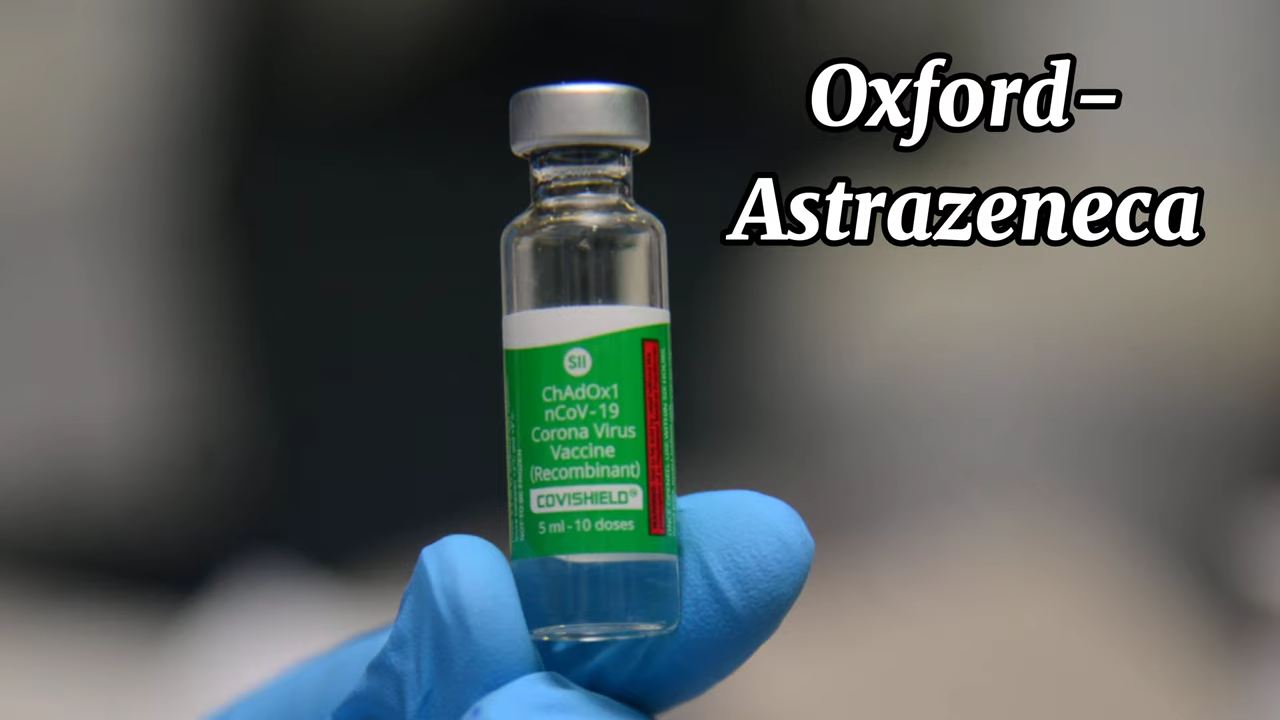 Oxford-
Astrazeneca
SII
ChAdOx1
nCoV-19
Corona Virus
Vaccine
(Recombinant)
COVISHIELD
5 ml - 10 doses